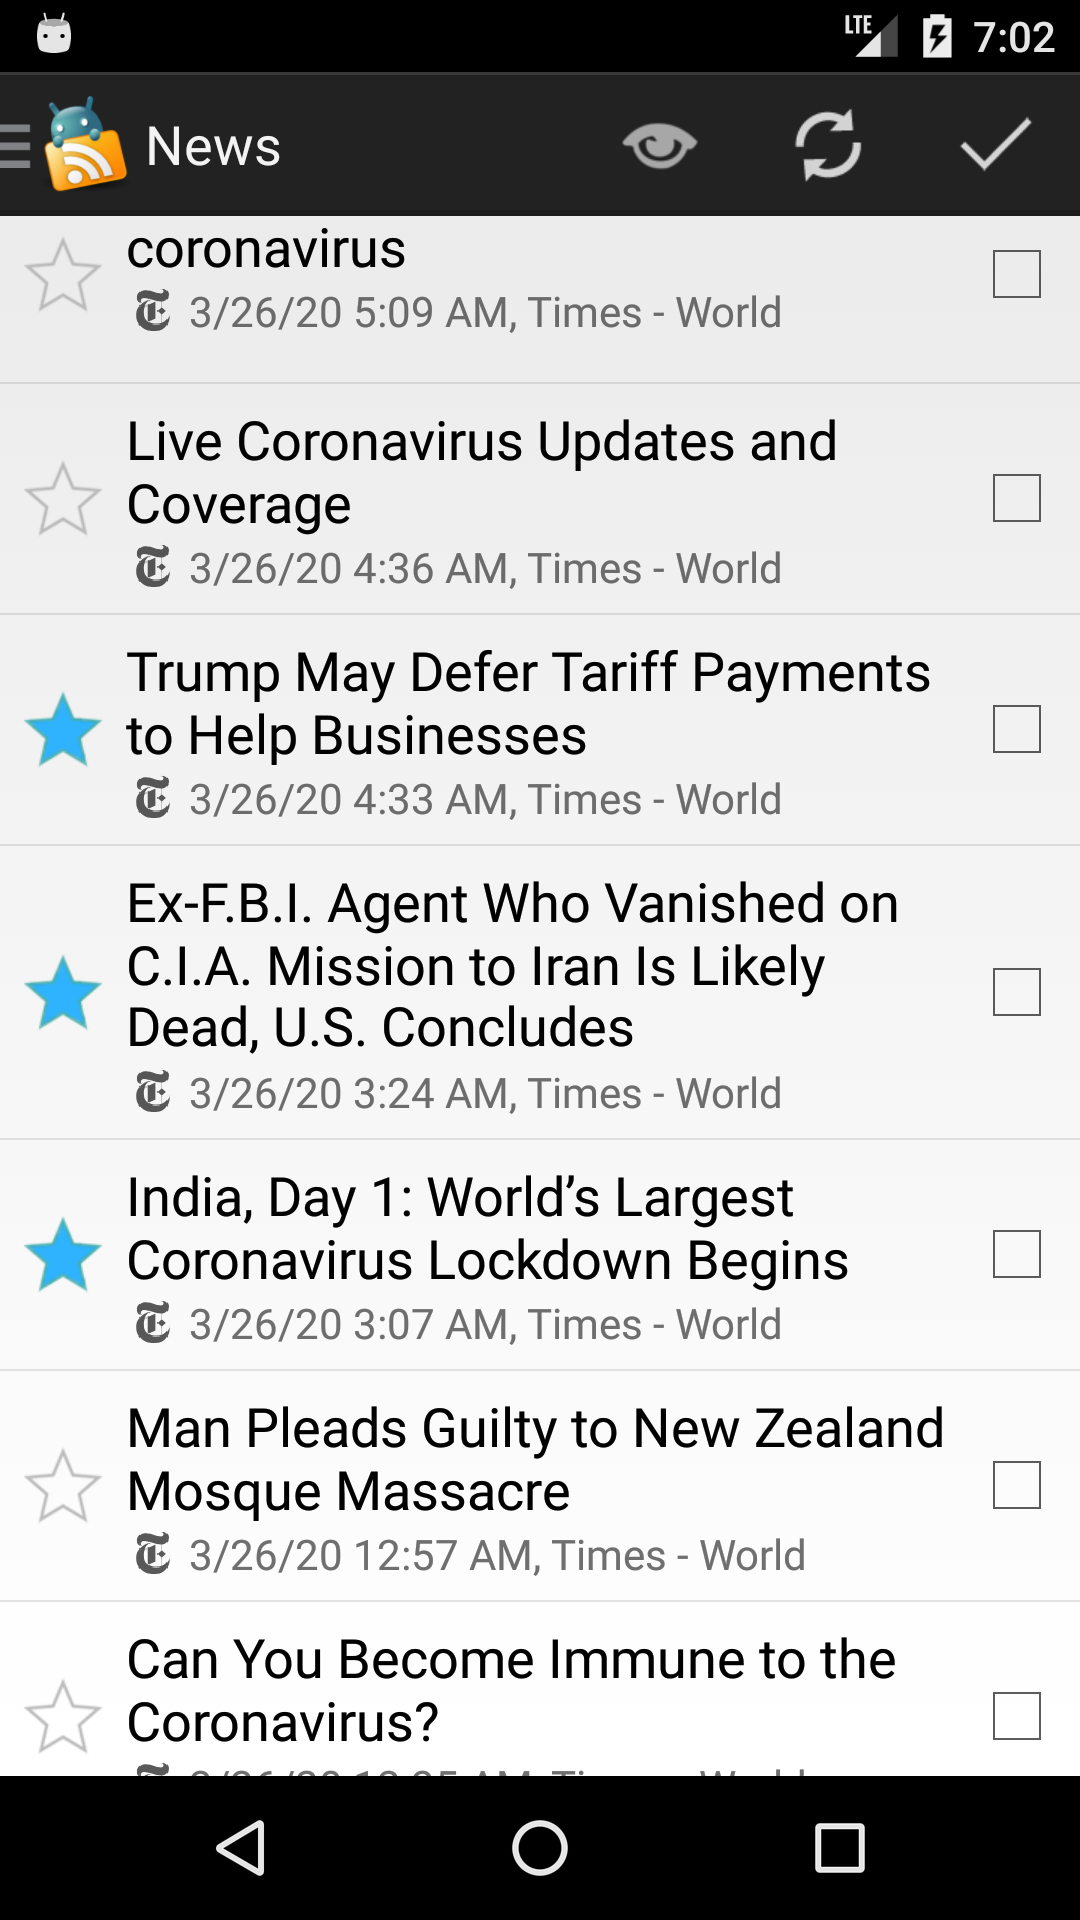 LTE 7:02
News
coronavirus
3/26/20 5:09 AM, Times - World
Live Coronavirus Updates and
Coverage
3/26/20 4:36 AM, Times - World
Trump May Defer Tariff Payments
to Help Businesses
3/26/20 4:33 AM, Times - World
Ex-F.B.I. Agent Who Vanished on
C.I.A. Mission to Iran Is Likely
Dead, U.S. Concludes
3/26/20 3:24 AM, Times - World
India, Day 1: World’s Largest
Coronavirus Lockdown Begins
3/26/20 3:07 AM, Times - World
Man Pleads Guilty to New Zealand
Mosque Massacre
3/26/20 12:57 AM, Times - World
Can You Become Immune to the
Coronavirus?